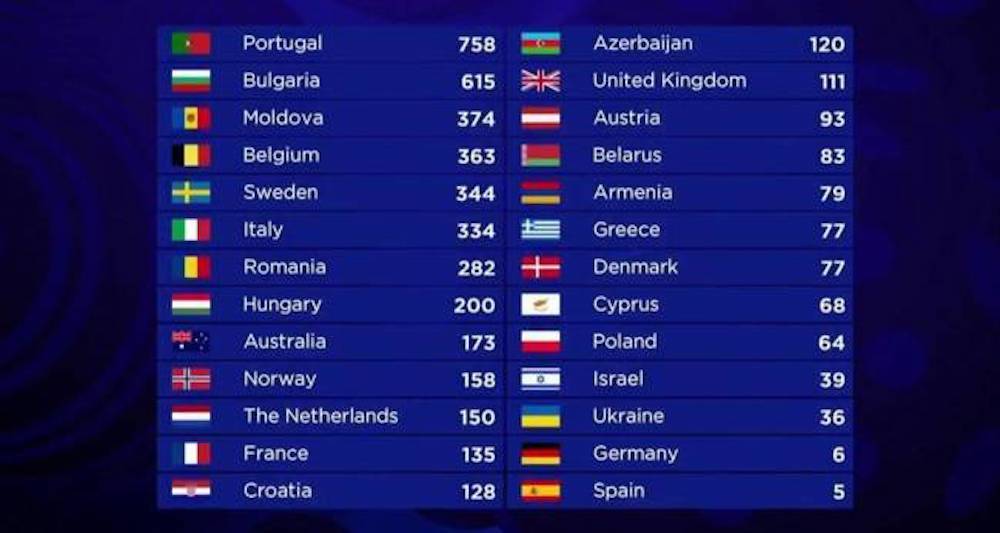 Portugal 758
Bulgaria 615
Moldova 374
Belgium 363
Sweden 344
Italy 334
Romania 282
Hungary 200
Australia 173
Norway 158
The Netherlands 150
France 135
Croatia 128
Azerbaijan 120
United Kingdom 111
Austria 93
Belarus 83
Armenia 79
Greece 77
Denmark 77
Cyprus 68
Poland 64
Israel 39
Ukraine 36
Germany 6
Spain 5